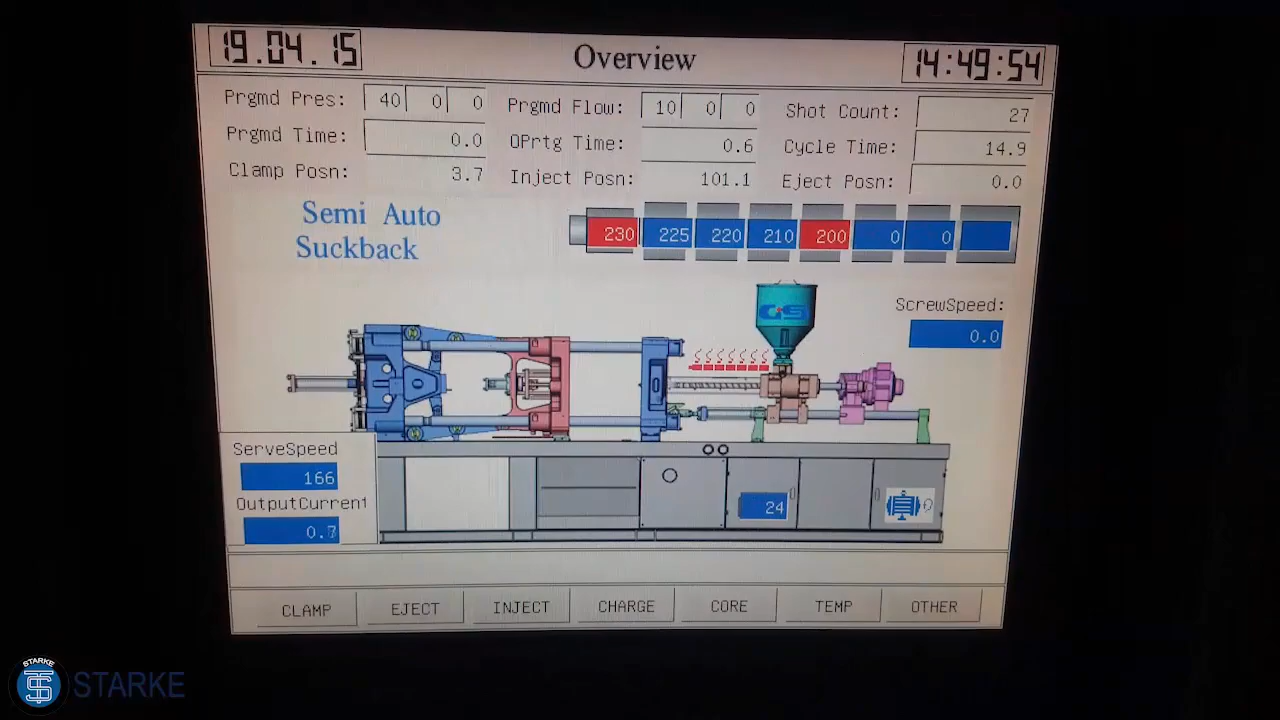 19.04.15 Overview 14:49:54
Prgmd Pres: 40 0 0 Prgmd Flow: 10 0 0 Shot Count: 27
Prgmd Time: 0.0 OPrtg Time: 0.6 Cycle Time: 14.9
Clamp Posn: 3.7 Inject Posn: 101.1 Eject Posn: 0.0
Semi Auto
Suckback
230 225 220 210 200 0 0
ScrewSpeed:
0.0
GS
ServeSpeed
166
OutputCurrent
0.7
24
CLAMP EJECT INJECT CHARGE CORE TEMP OTHER
STARKE
STARKE